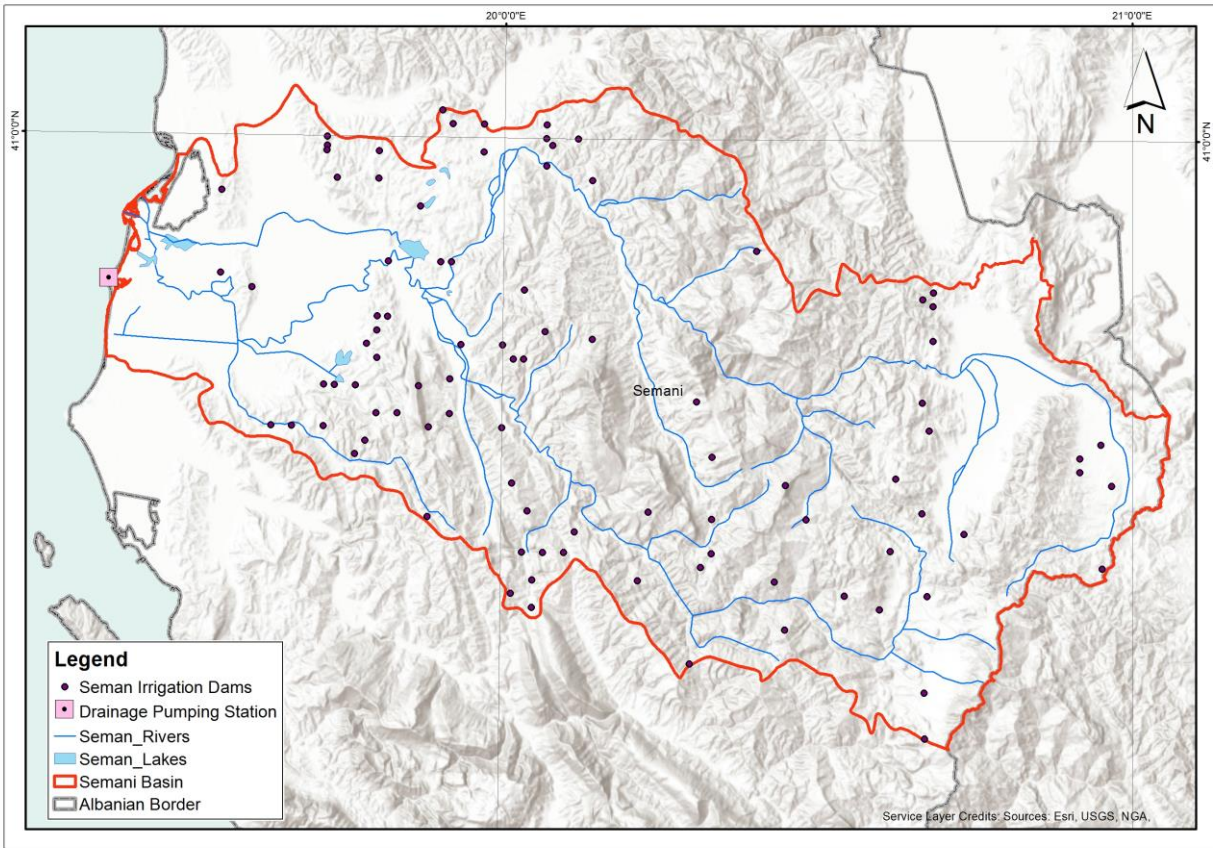 20°0'0"E
21°0'0"E
41°0'0"N
41°0'0"N
N
Semani
Legend
Seman Irrigation Dams
Drainage Pumping Station
Seman_Rivers
Seman_Lakes
Semani Basin
Albanian Border
Service Layer Credits: Sources: Esri, USGS, NGA,